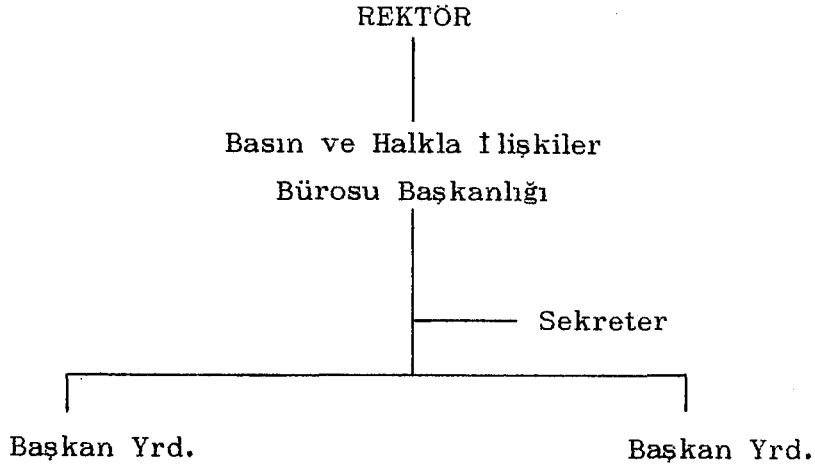 REKTÖR
Basın ve Halkla İlişkiler
Bürosu Başkanlığı
Sekreter
Başkan Yrd.
Başkan Yrd.